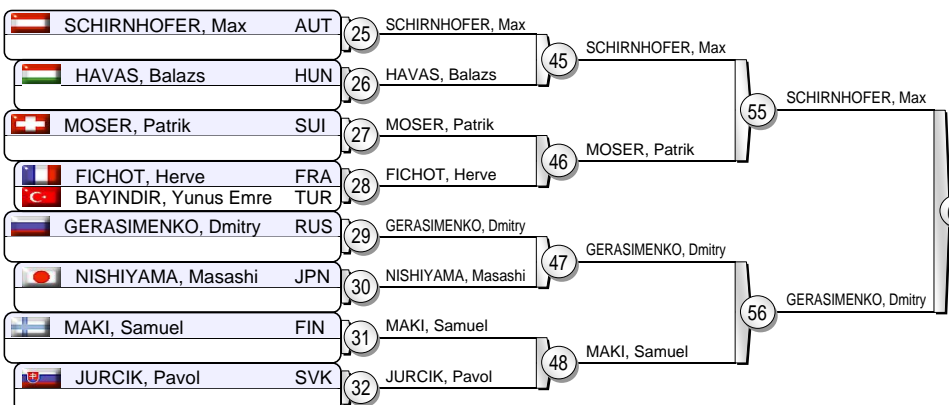 SCHIRNHOFER, Max AUT
HAVAS, Balazs HUN
MOSER, Patrik SUI
FICHOT, Herve FRA
BAYINDIR, Yunus Emre TUR
GERASIMENKO, Dmitry RUS
NISHIYAMA, Masashi JPN
MAKI, Samuel FIN
JURCIK, Pavol SVK
25 SCHIRNHOFER, Max
26 HAVAS, Balazs
27 MOSER, Patrik
28 FICHOT, Herve
29 GERASIMENKO, Dmitry
30 NISHIYAMA, Masashi
31 MAKI, Samuel
32 JURCIK, Pavol
45 SCHIRNHOFER, Max
46 MOSER, Patrik
47 GERASIMENKO, Dmitry
48 MAKI, Samuel
55 SCHIRNHOFER, Max
56 GERASIMENKO, Dmitry